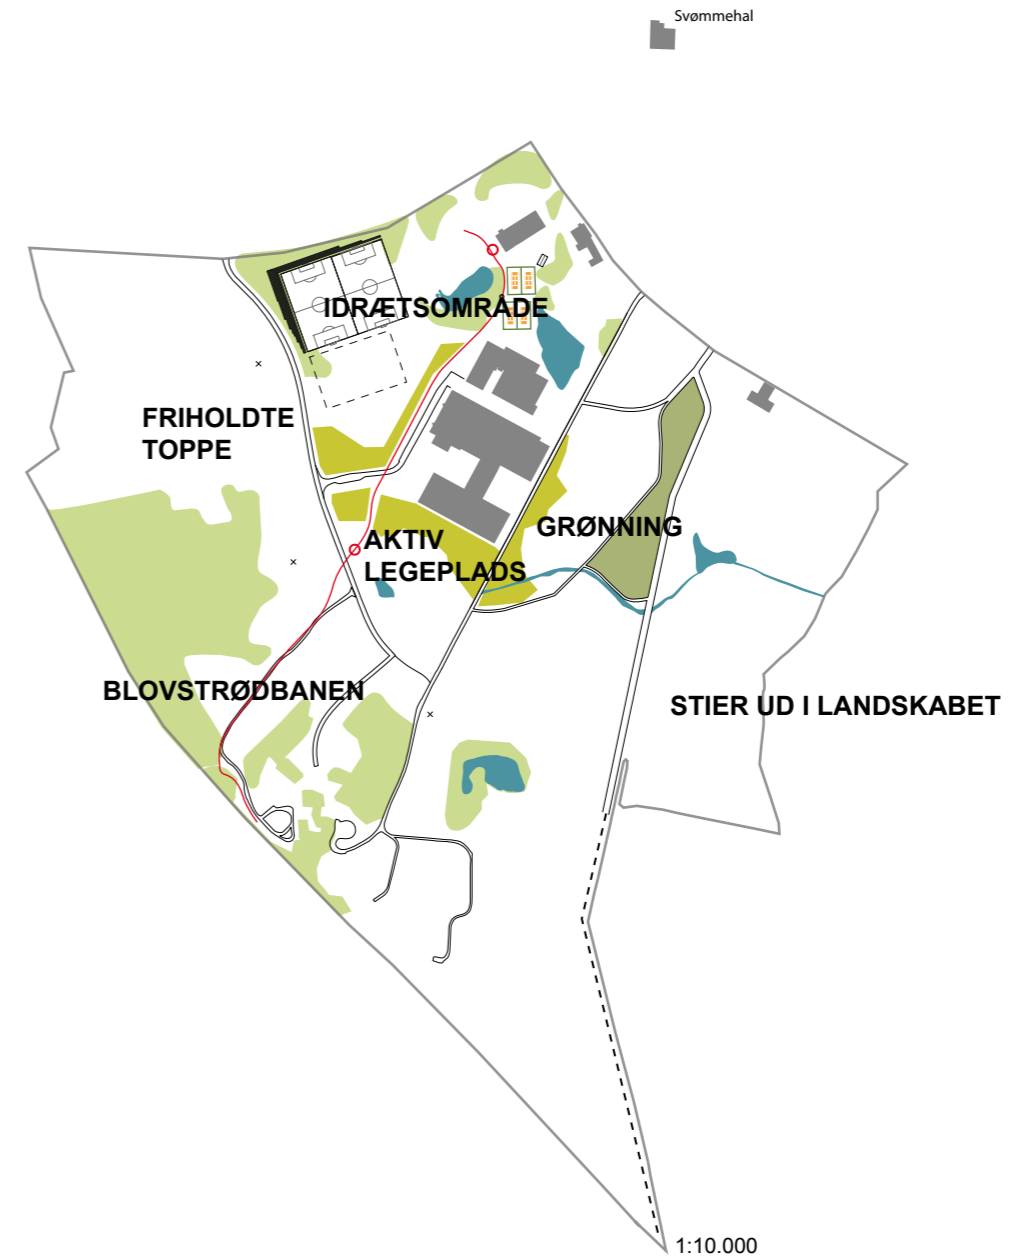 Svømmehal
IDRÆTSOMRÅDE
FRIHOLDTE
TOPPE
GRØNNING
AKTIV
LEGEPLADS
BLOVSTRØDBANEN
STIER UD I LANDSKABET
1:10.000